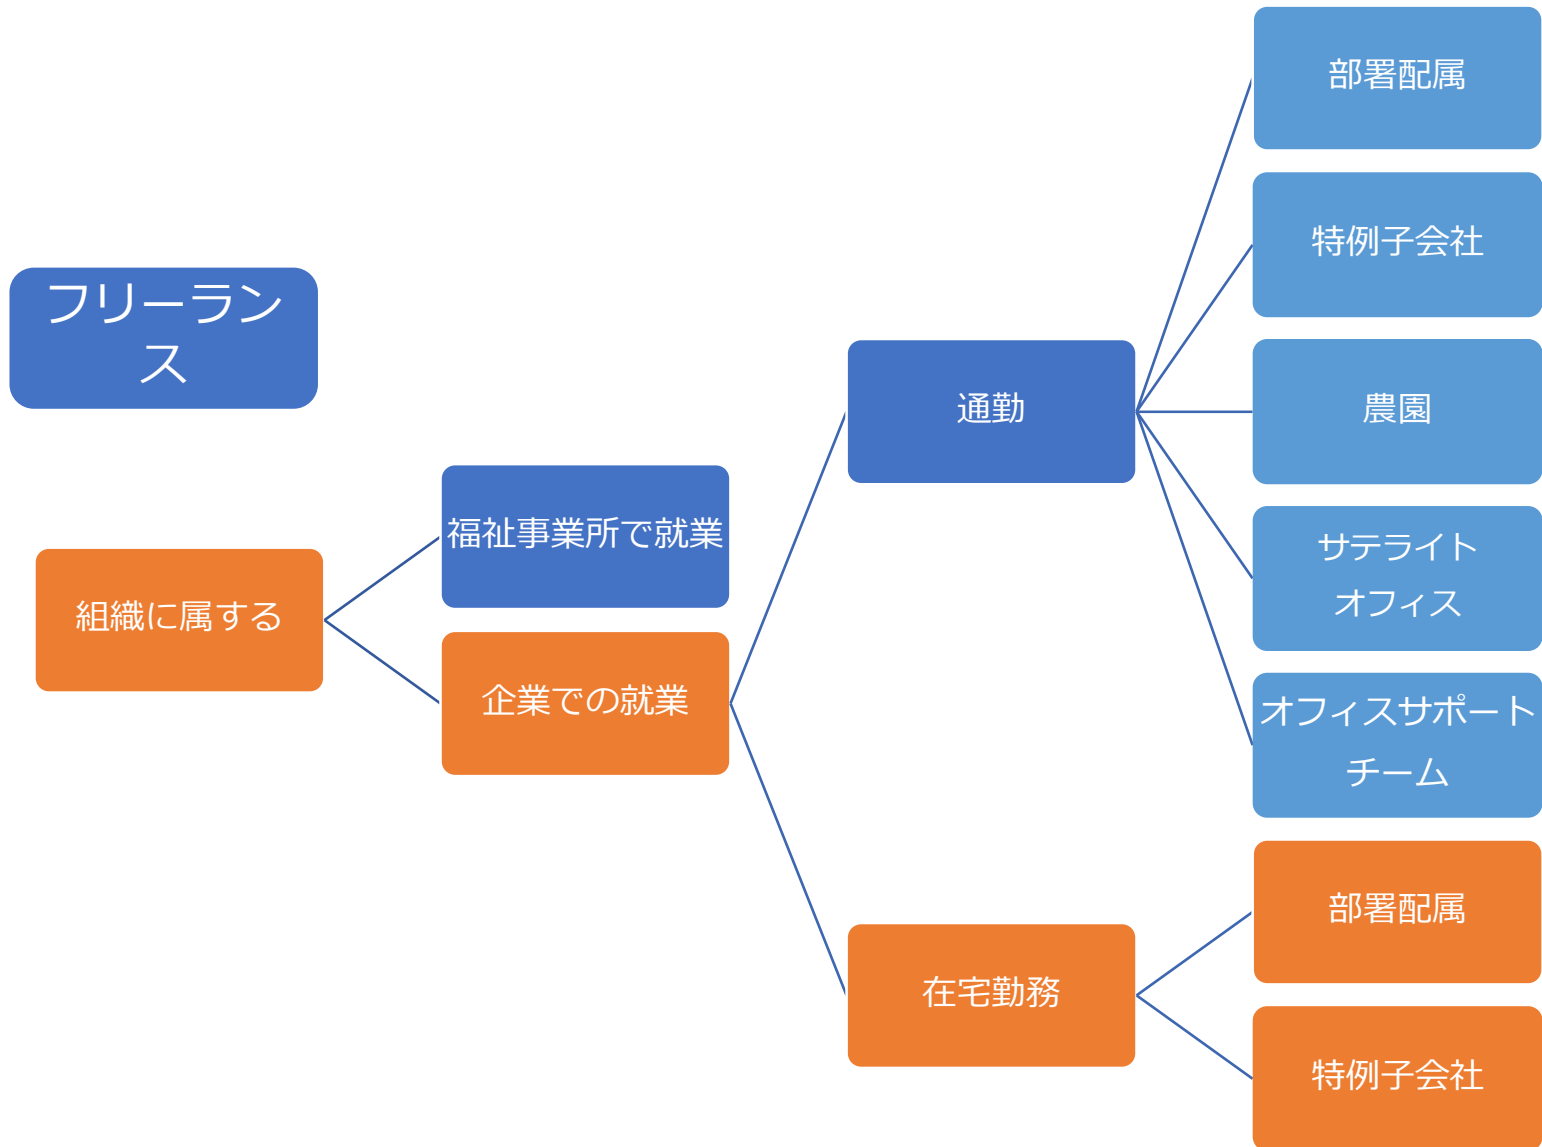 フリーラン
ス
組織に属する
福祉事業所で就業
企業での就業
通勤
在宅勤務
部署配属
特例子会社
農園
サテライト
オフィス
オフィスサポート
チーム
部署配属
特例子会社